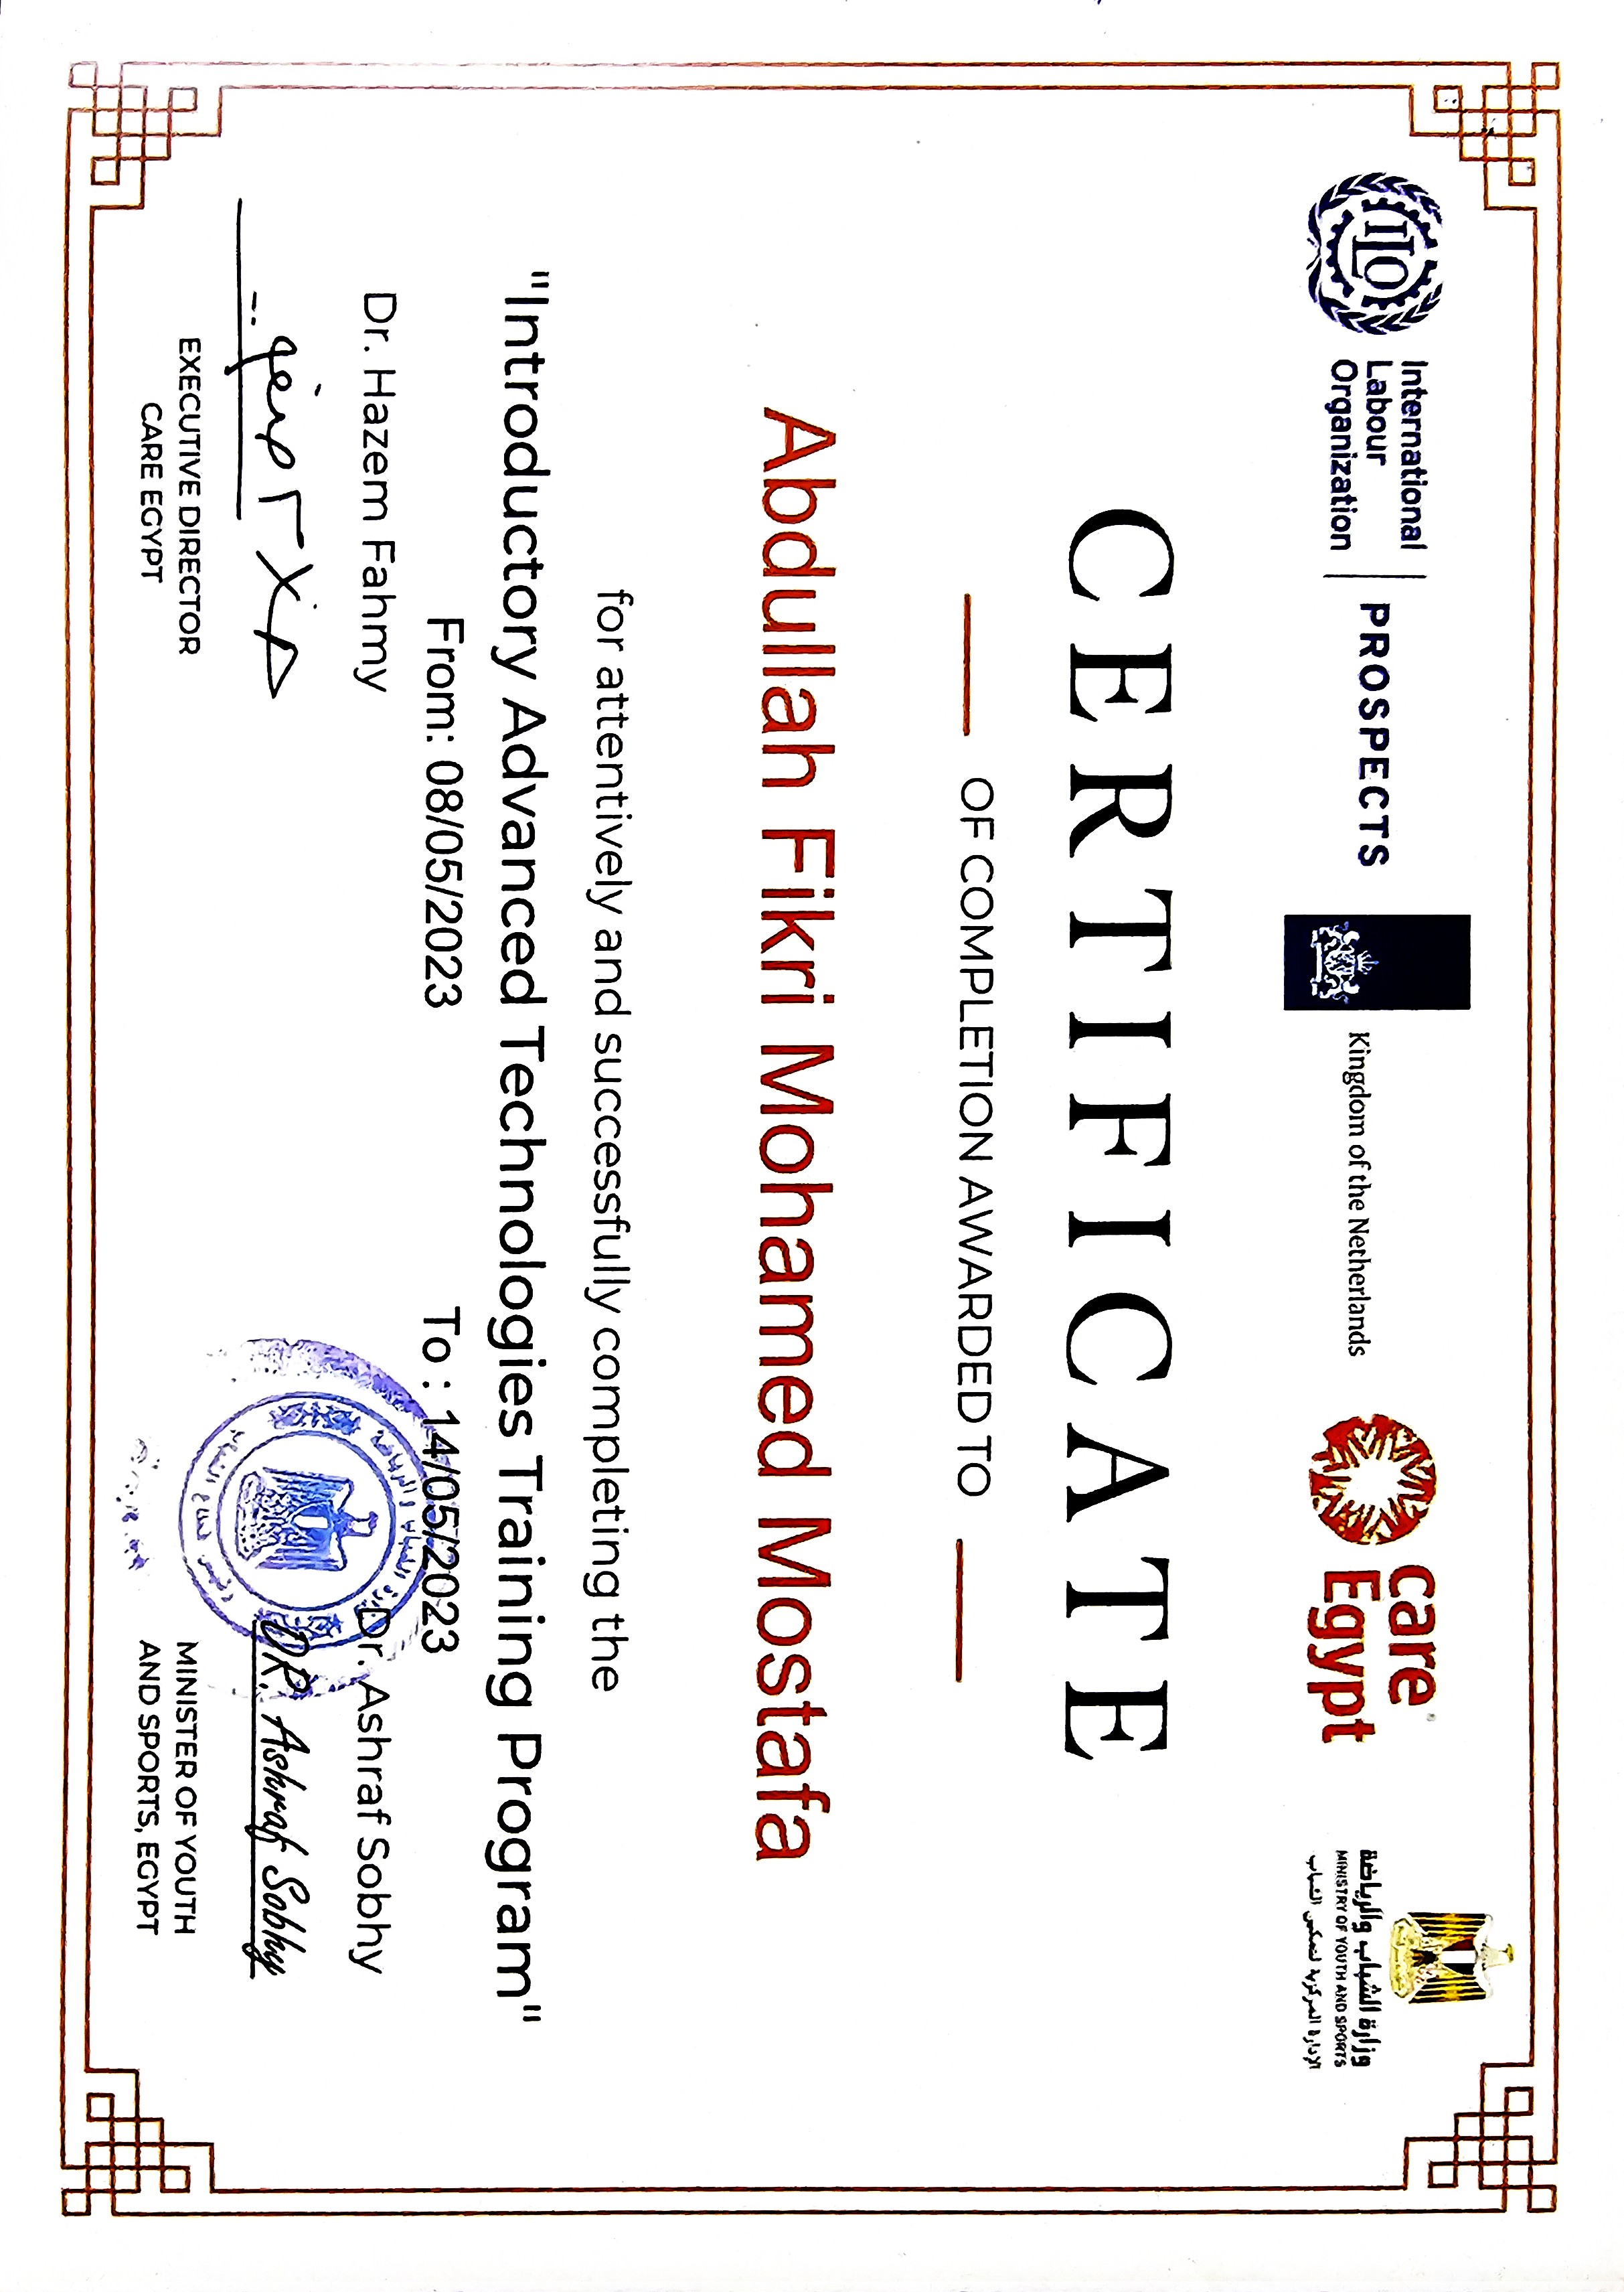 ILO
International
Labour
Organization
PROSPECTS
Kingdom of the Netherlands
care
Egypt
وزارة الشباب والرياضة
MINISTRY OF YOUTH AND SPORTS
الإدارة المركزية لتمكين الشباب
CERTIFICATE
OF COMPLETION AWARDED TO
Abdullah Fikri Mohamed Mostafa
for attentively and successfully completing the
"Introductory Advanced Technologies Training Program"
From: 08/05/2023 To : 14/05/2023
Dr. Hazem Fahmy
EXECUTIVE DIRECTOR
CARE EGYPT
Dr. Ashraf Sobhy
DR. Ashraf Sobhy
MINISTER OF YOUTH
AND SPORTS, EGYPT